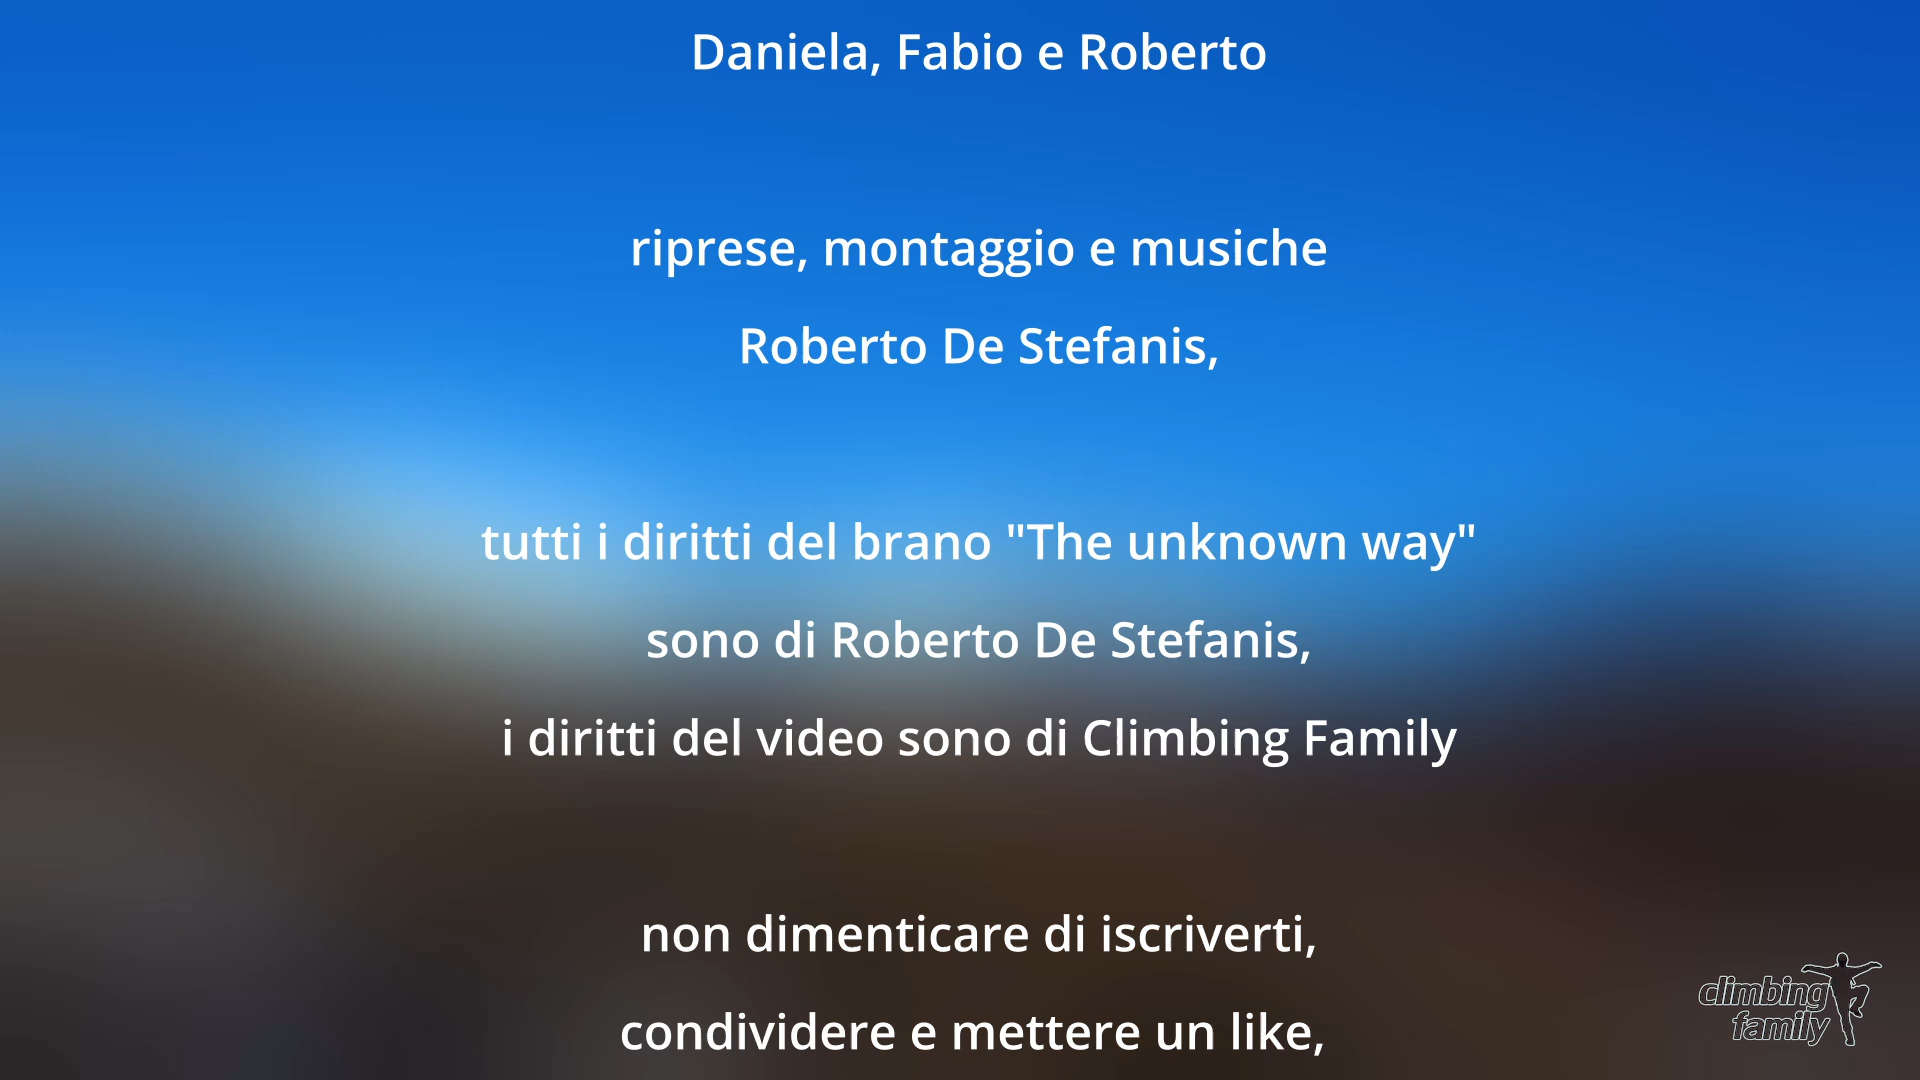 Daniela, Fabio e Roberto
riprese, montaggio e musiche
Roberto De Stefanis,
tutti i diritti del brano "The unknown way"
sono di Roberto De Stefanis,
i diritti del video sono di Climbing Family
non dimenticare di iscriverti,
condividere e mettere un like,
climbing
family